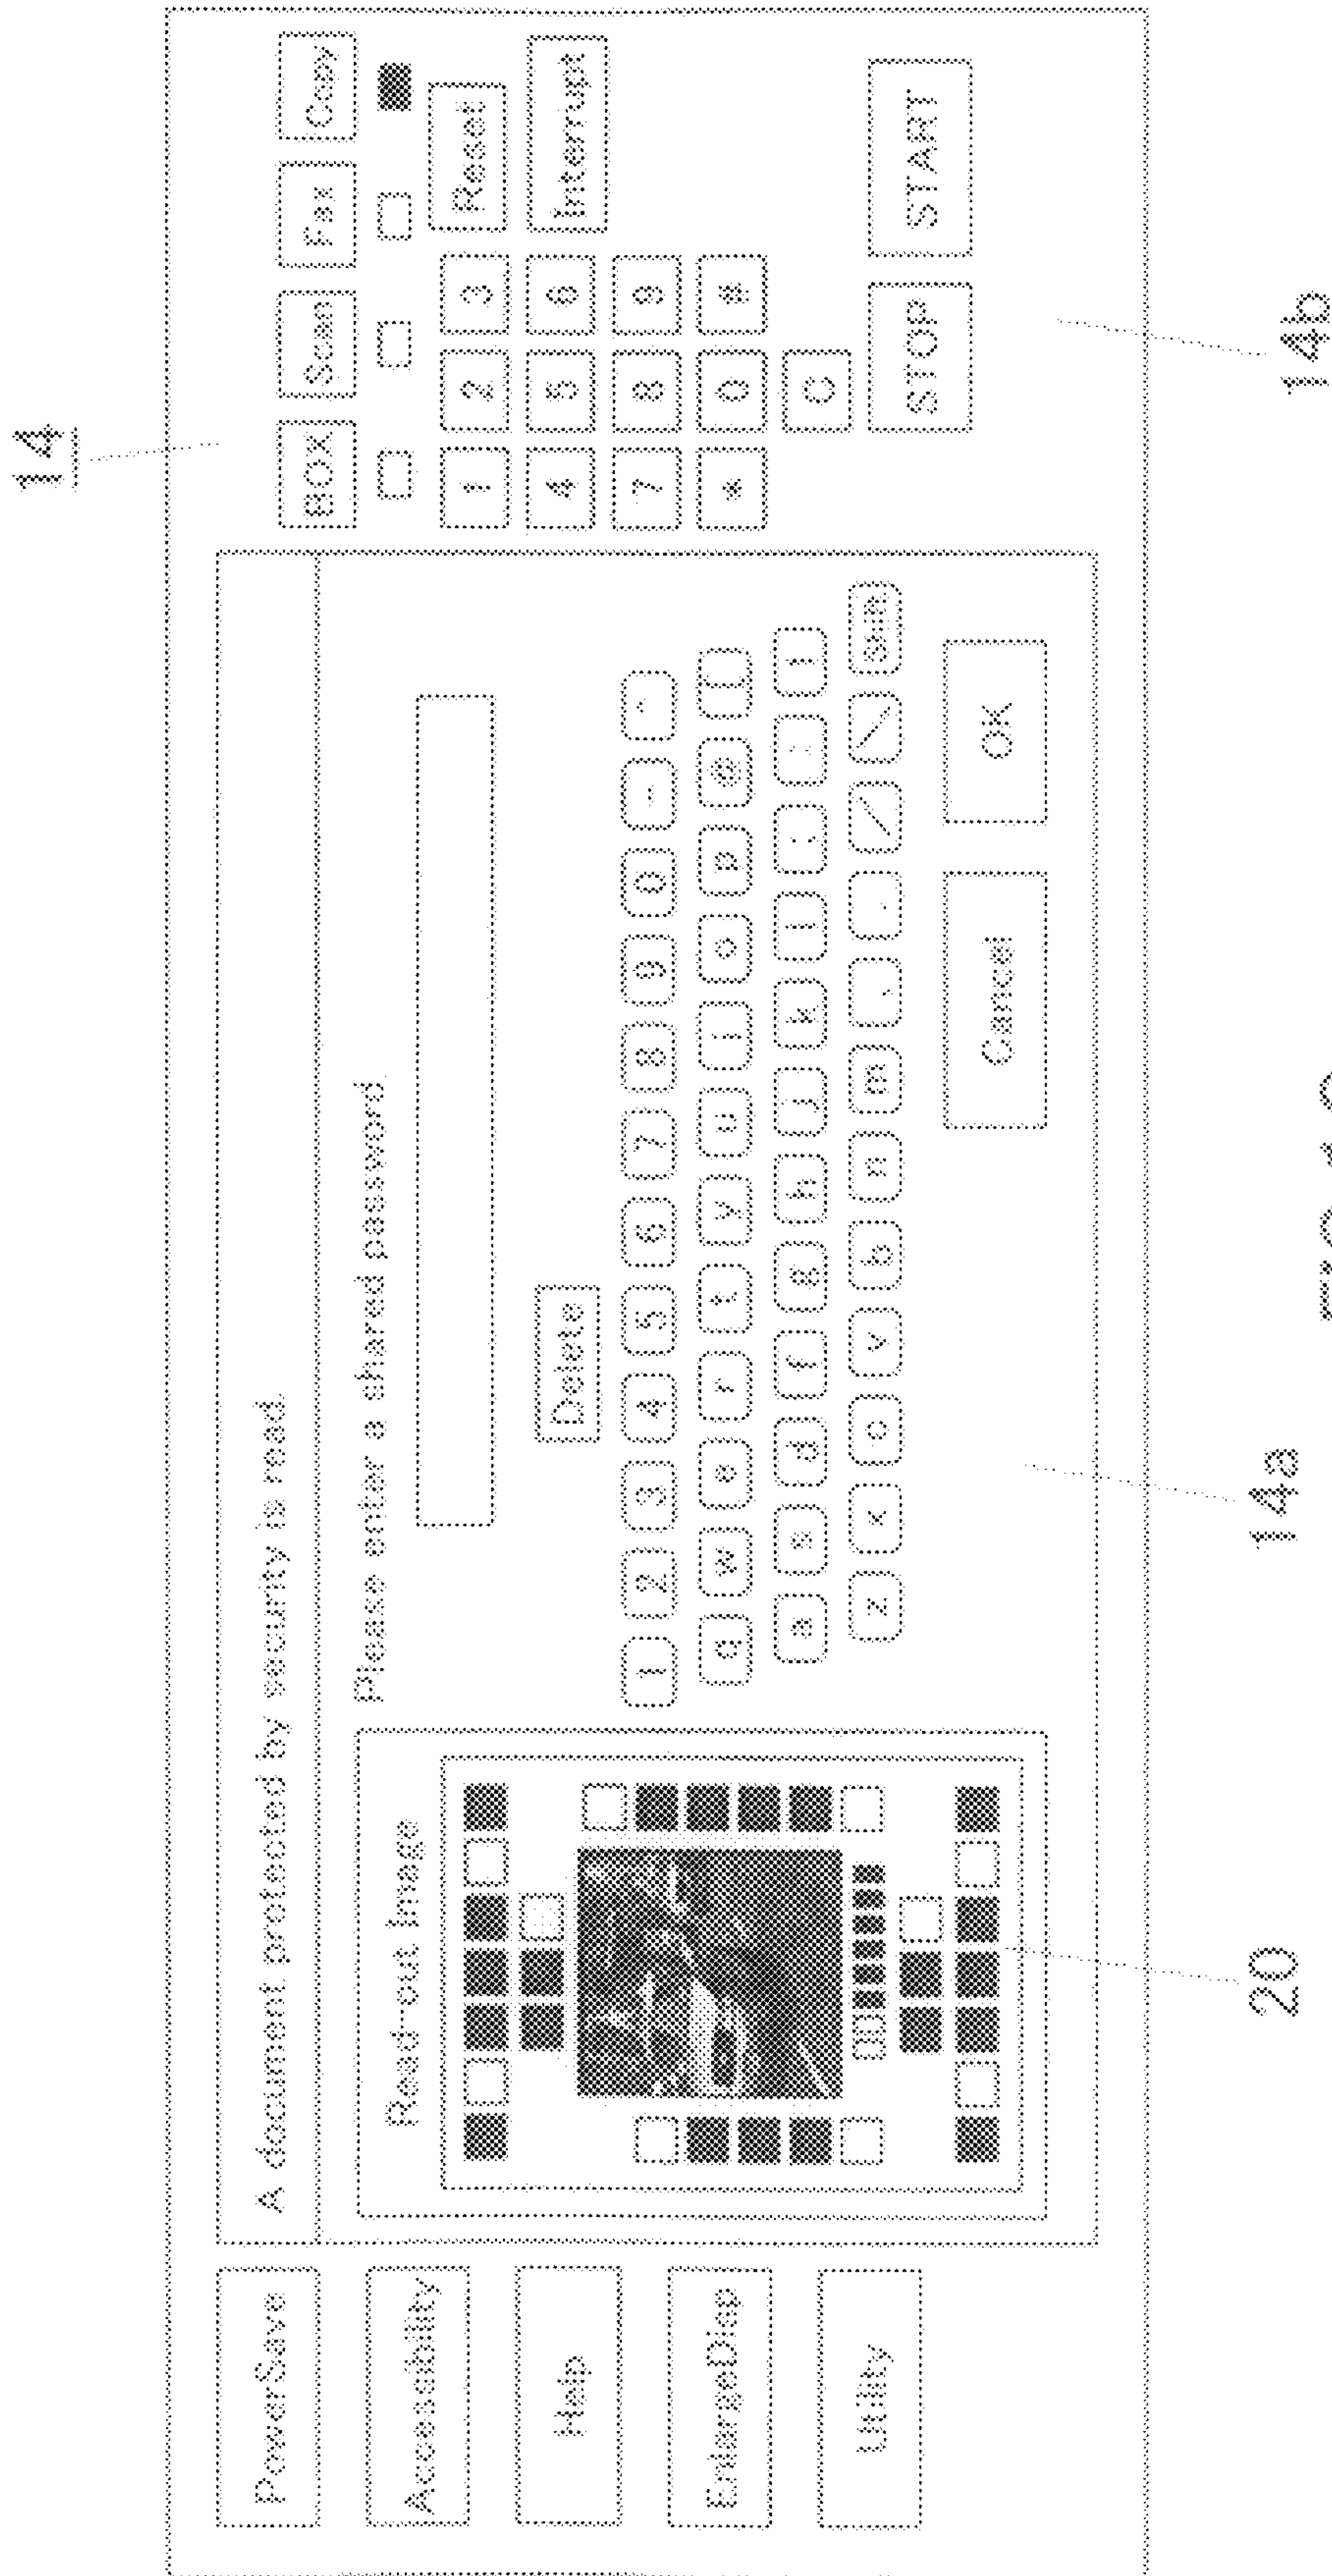 14
PowerSave
Accessibility
Help
EnlargeDisp
Utility
A document protected by security is read.
Read-out Image
Please enter a shared password.
Delete
1 2 3 4 5 6 7 8 9 0 - ^
q w e r t y u i o p @ [
a s d f g h j k l ; : ]
z x c v b n m , . / \ Shift
Cancel OK
BOX Scan Fax Copy
1 2 3 Reset
4 5 6 Interrupt
7 8 9
* 0 #
C
STOP START
20
14a
14b